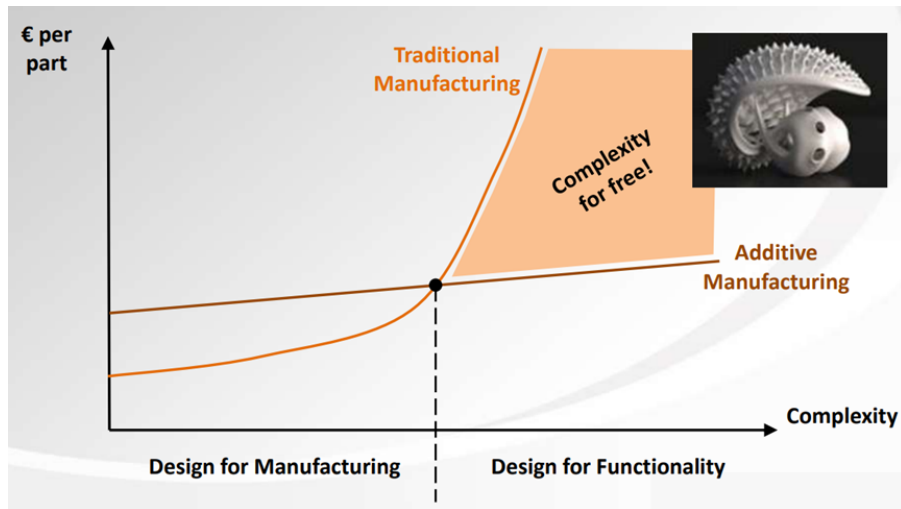 € per
part
Traditional
Manufacturing
Complexity
for free!
Additive
Manufacturing
Complexity
Design for Manufacturing
Design for Functionality